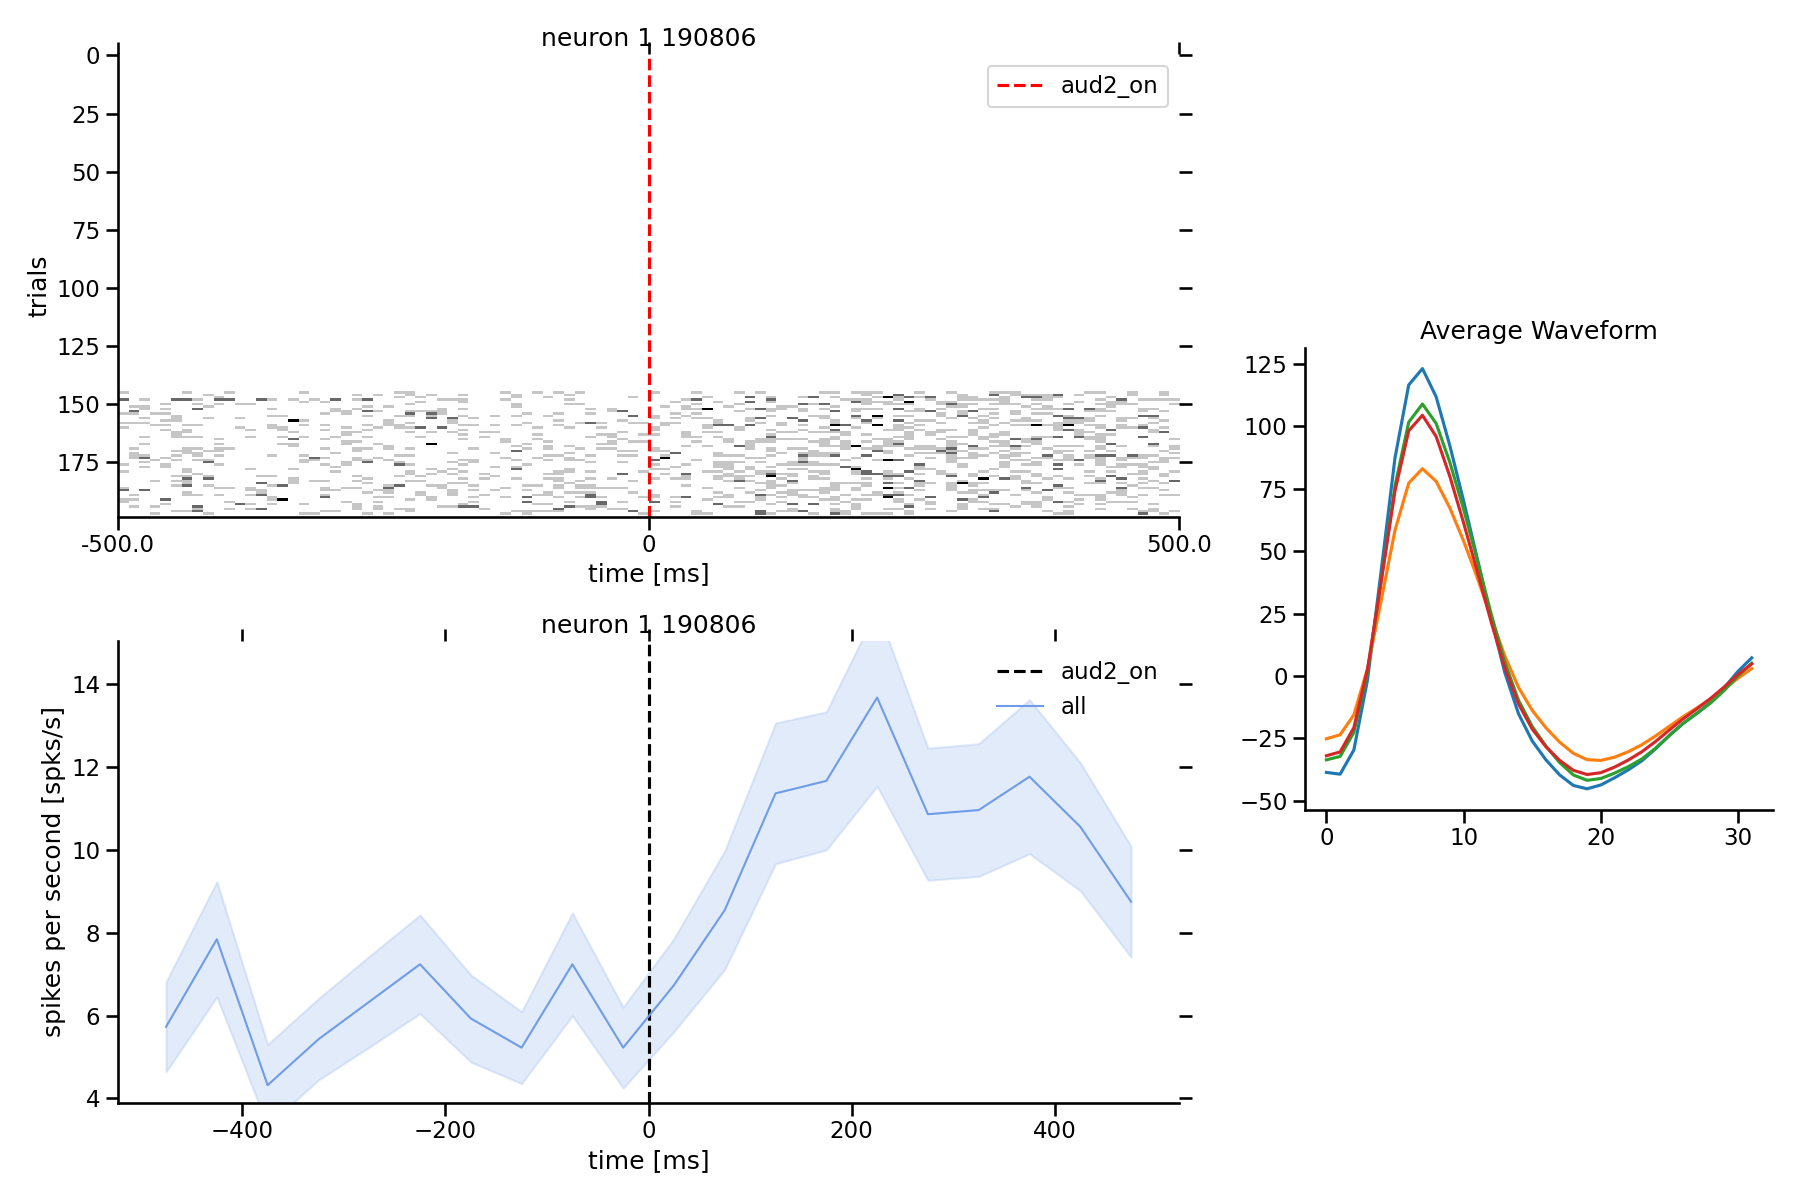 neuron 1 190806
0
25
50
75
100
125
150
175
trials
aud2_on
-500.0 0 500.0
time [ms]
neuron 1 190806
14
12
10
8
6
4
spikes per second [spks/s]
aud2_on
all
−400 −200 0 200 400
time [ms]
Average Waveform
125
100
75
50
25
0
−25
−50
0 10 20 30